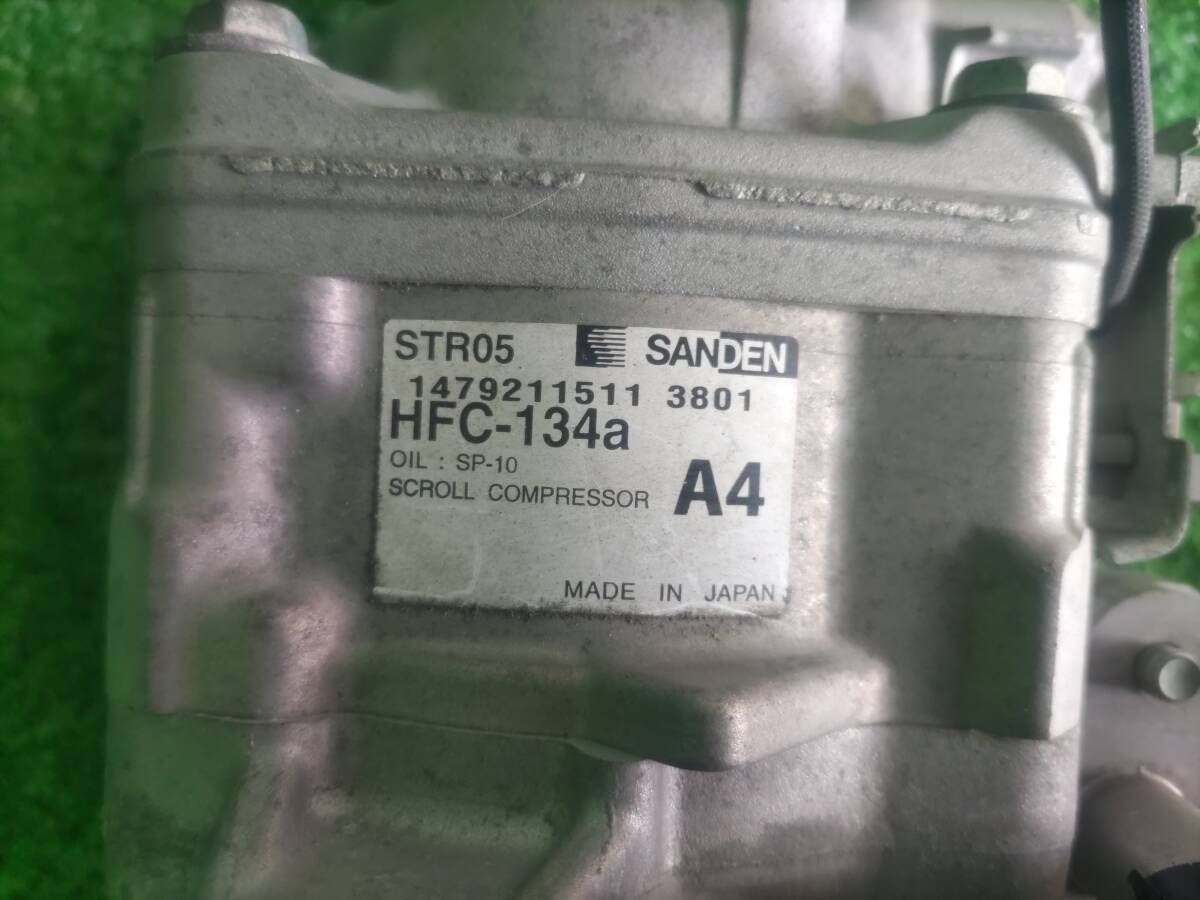 STR05 SANDEN
1479211511 3801
HFC-134a
OIL : SP-10
SCROLL COMPRESSOR A4
MADE IN JAPAN